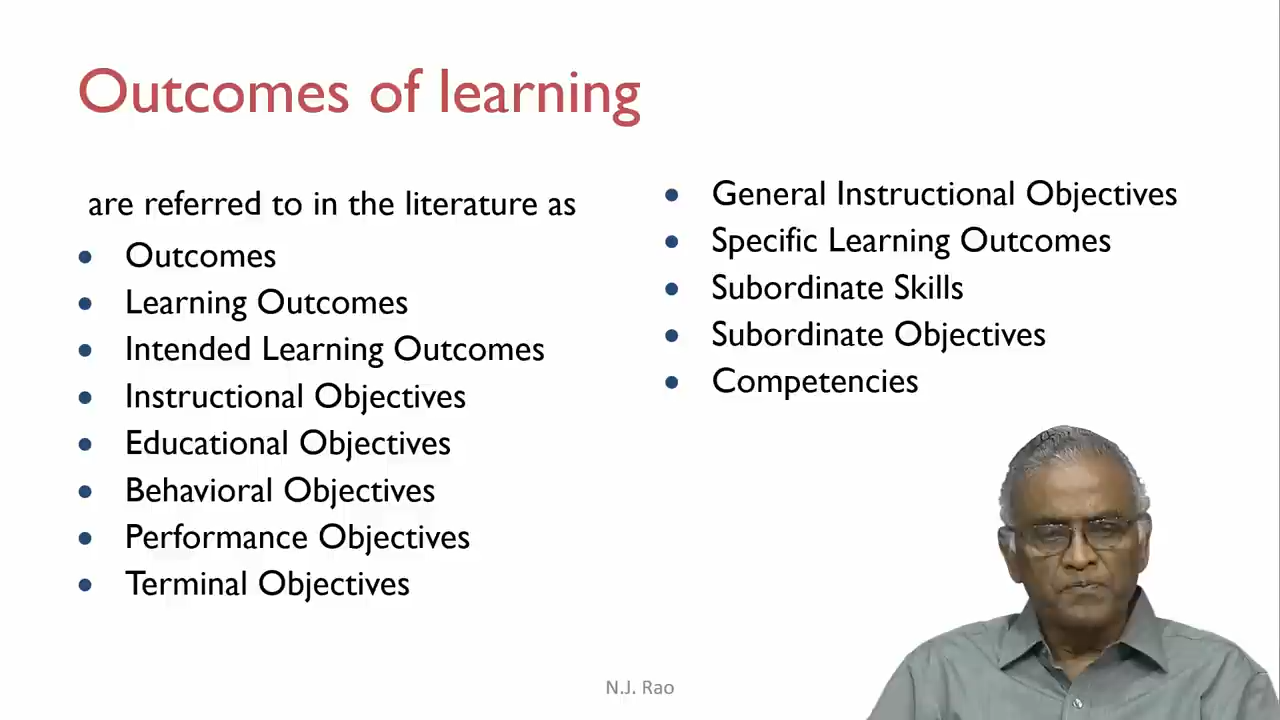 Outcomes of learning
are referred to in the literature as
• Outcomes
• Learning Outcomes
• Intended Learning Outcomes
• Instructional Objectives
• Educational Objectives
• Behavioral Objectives
• Performance Objectives
• Terminal Objectives
• General Instructional Objectives
• Specific Learning Outcomes
• Subordinate Skills
• Subordinate Objectives
• Competencies
N.J. Rao